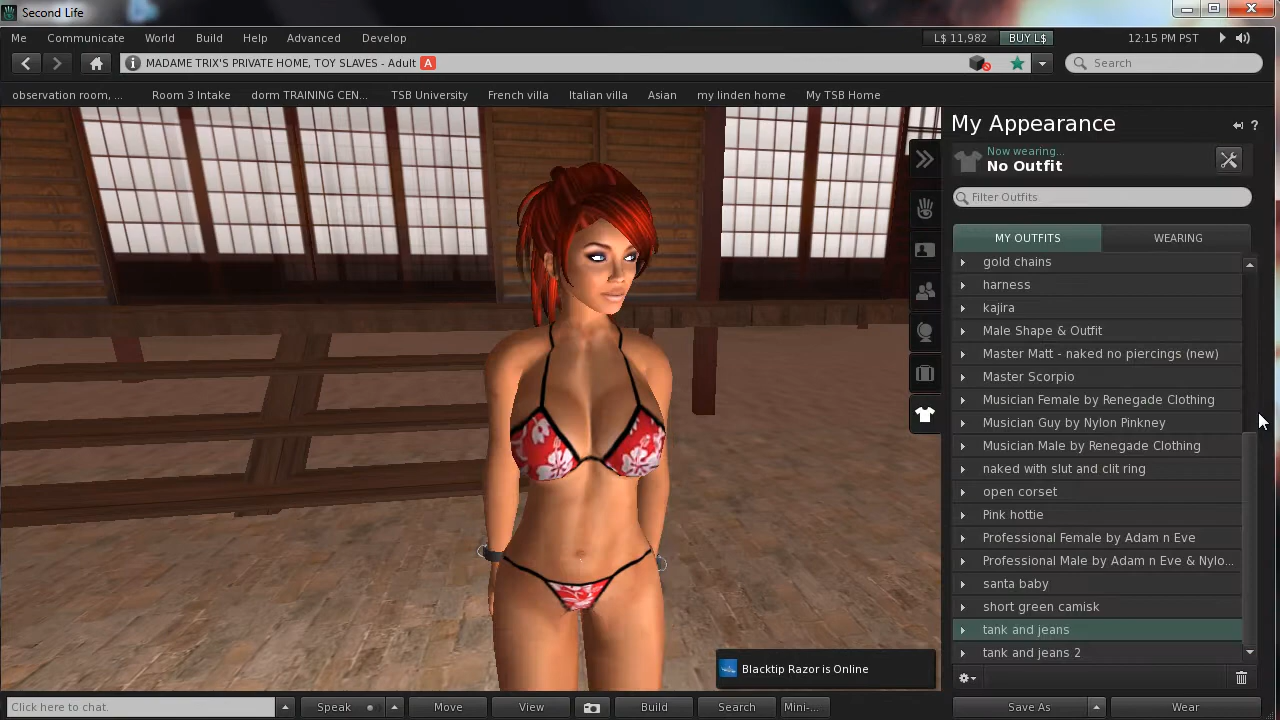 Second Life
Me Communicate World Build Help Advanced Develop L$ 11,982 BUY L$ 12:15 PM PST
MADAME TRIX'S PRIVATE HOME, TOY SLAVES - Adult A Search
observation room, ... Room 3 Intake dorm TRAINING CEN... TSB University French villa Italian villa Asian my linden home My TSB Home
My Appearance ?
Now wearing...
No Outfit
Filter Outfits
MY OUTFITS WEARING
gold chains
harness
kajira
Male Shape & Outfit
Master Matt - naked no piercings (new)
Master Scorpio
Musician Female by Renegade Clothing
Musician Guy by Nylon Pinkney
Musician Male by Renegade Clothing
naked with slut and clit ring
open corset
Pink hottie
Professional Female by Adam n Eve
Professional Male by Adam n Eve & Nylo...
santa baby
short green camisk
tank and jeans
tank and jeans 2
Blacktip Razor is Online
Click here to chat. Speak Move View Build Search Mini-... Save As Wear